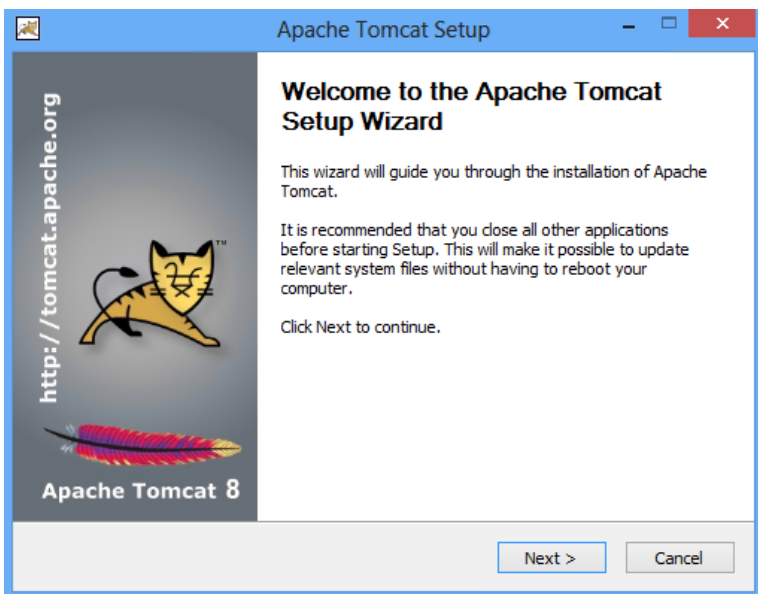 Apache Tomcat Setup
http://tomcat.apache.org
TM
Apache Tomcat 8
Welcome to the Apache Tomcat
Setup Wizard
This wizard will guide you through the installation of Apache
Tomcat.
It is recommended that you close all other applications
before starting Setup. This will make it possible to update
relevant system files without having to reboot your
computer.
Click Next to continue.
Next >
Cancel